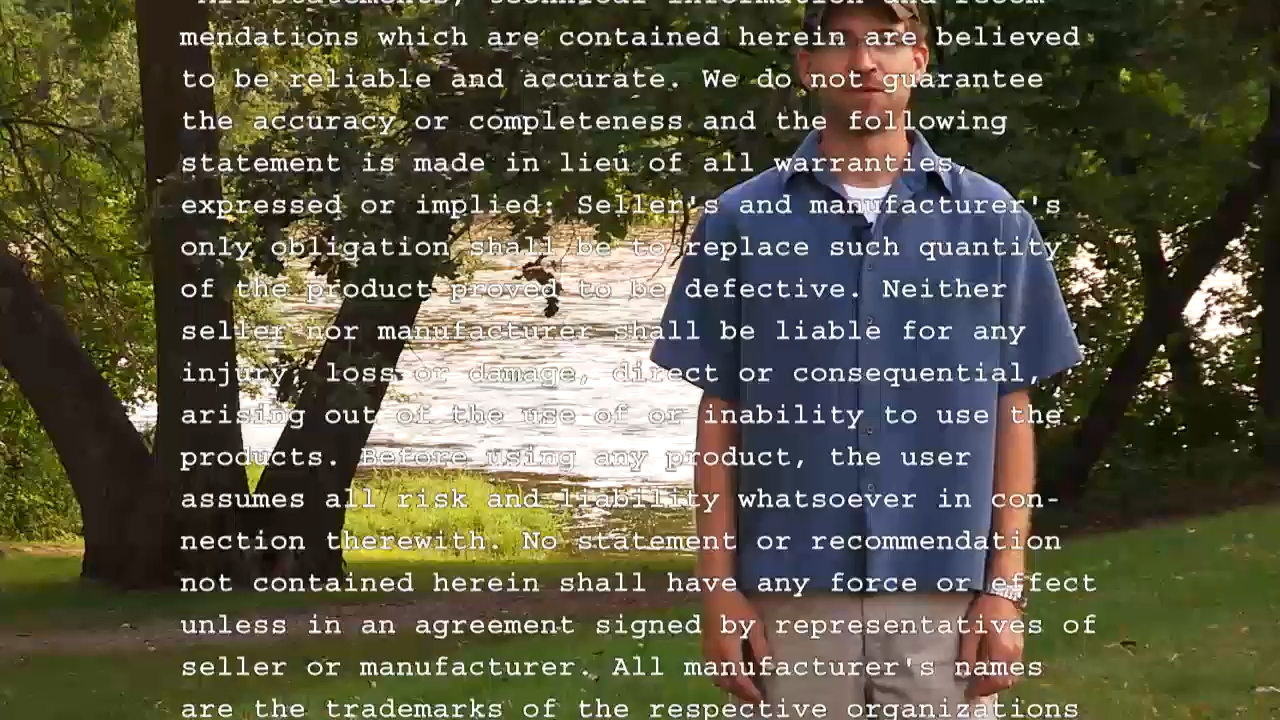 All statements, technical information and recom-
mendations which are contained herein are believed
to be reliable and accurate. We do not guarantee
the accuracy or completeness and the following
statement is made in lieu of all warranties,
expressed or implied: Seller's and manufacturer's
only obligation shall be to replace such quantity
of the product proved to be defective. Neither
seller nor manufacturer shall be liable for any
injury, loss or damage, direct or consequential,
arising out of the use of or inability to use the
products. Before using any product, the user
assumes all risk and liability whatsoever in con-
nection therewith. No statement or recommendation
not contained herein shall have any force or effect
unless in an agreement signed by representatives of
seller or manufacturer. All manufacturer's names
are the trademarks of the respective organizations